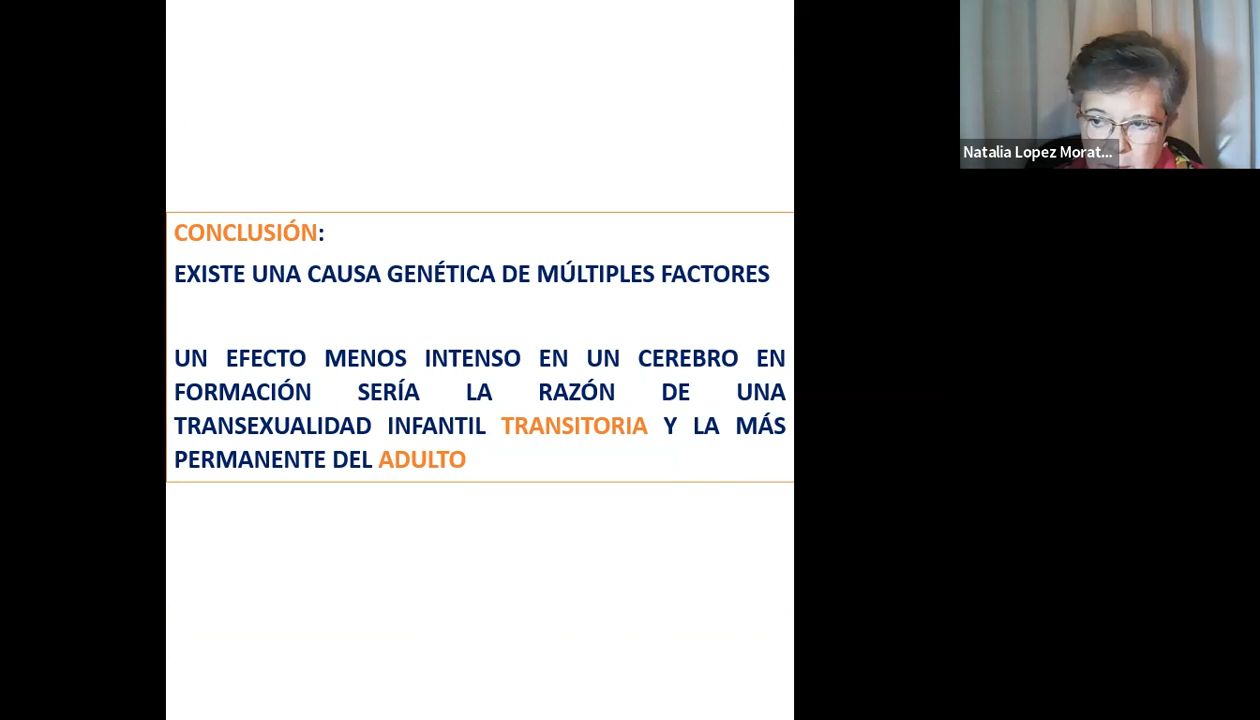 Natalia Lopez Morat...
CONCLUSIÓN:
EXISTE UNA CAUSA GENÉTICA DE MÚLTIPLES FACTORES
UN EFECTO MENOS INTENSO EN UN CEREBRO EN
FORMACIÓN SERÍA LA RAZÓN DE UNA
TRANSEXUALIDAD INFANTIL TRANSITORIA Y LA MÁS
PERMANENTE DEL ADULTO